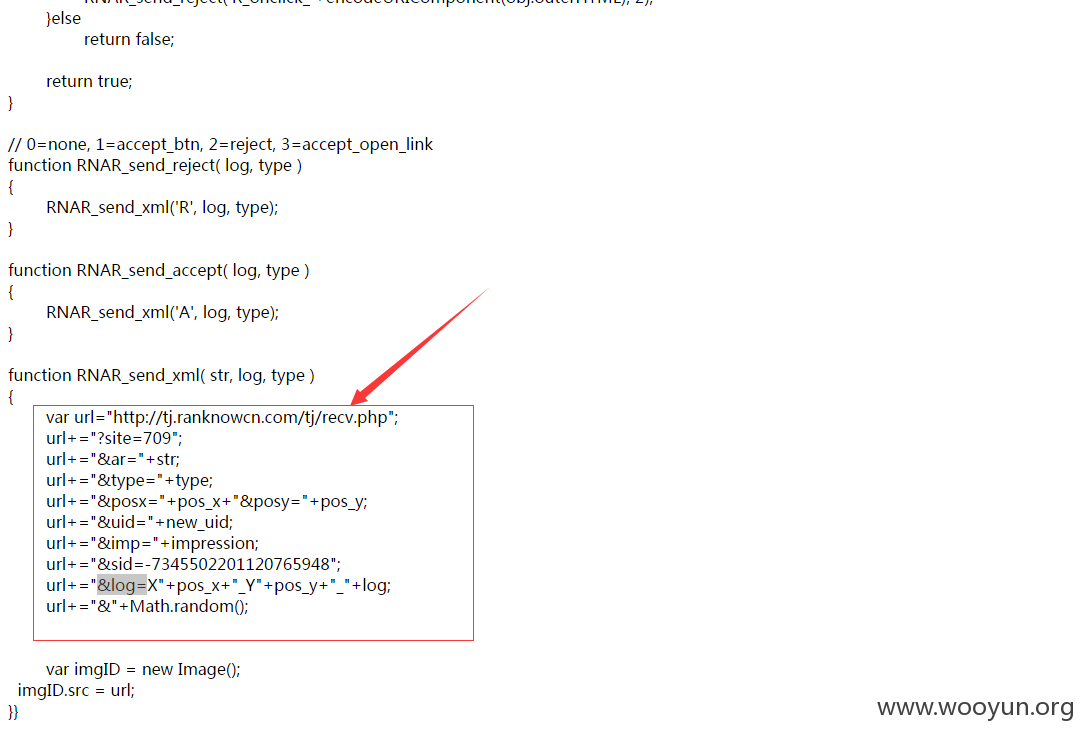 RNAR_send_reject('R_onclick_'+encodeURIComponent(obj.outerHTML), 2);
}else
return false;
return true;
}
// 0=none, 1=accept_btn, 2=reject, 3=accept_open_link
function RNAR_send_reject( log, type )
{
RNAR_send_xml('R', log, type);
}
function RNAR_send_accept( log, type )
{
RNAR_send_xml('A', log, type);
}
function RNAR_send_xml( str, log, type )
{
var url="http://tj.ranknowcn.com/tj/recv.php";
url+="?site=709";
url+="&ar="+str;
url+="&type="+type;
url+="&posx="+pos_x+"&posy="+pos_y;
url+="&uid="+new_uid;
url+="&imp="+impression;
url+="&sid=-7345502201120765948";
url+="&log=X"+pos_x+"_Y"+pos_y+"_"+log;
url+="&"+Math.random();
var imgID = new Image();
imgID.src = url;
}}
www.wooyun.org